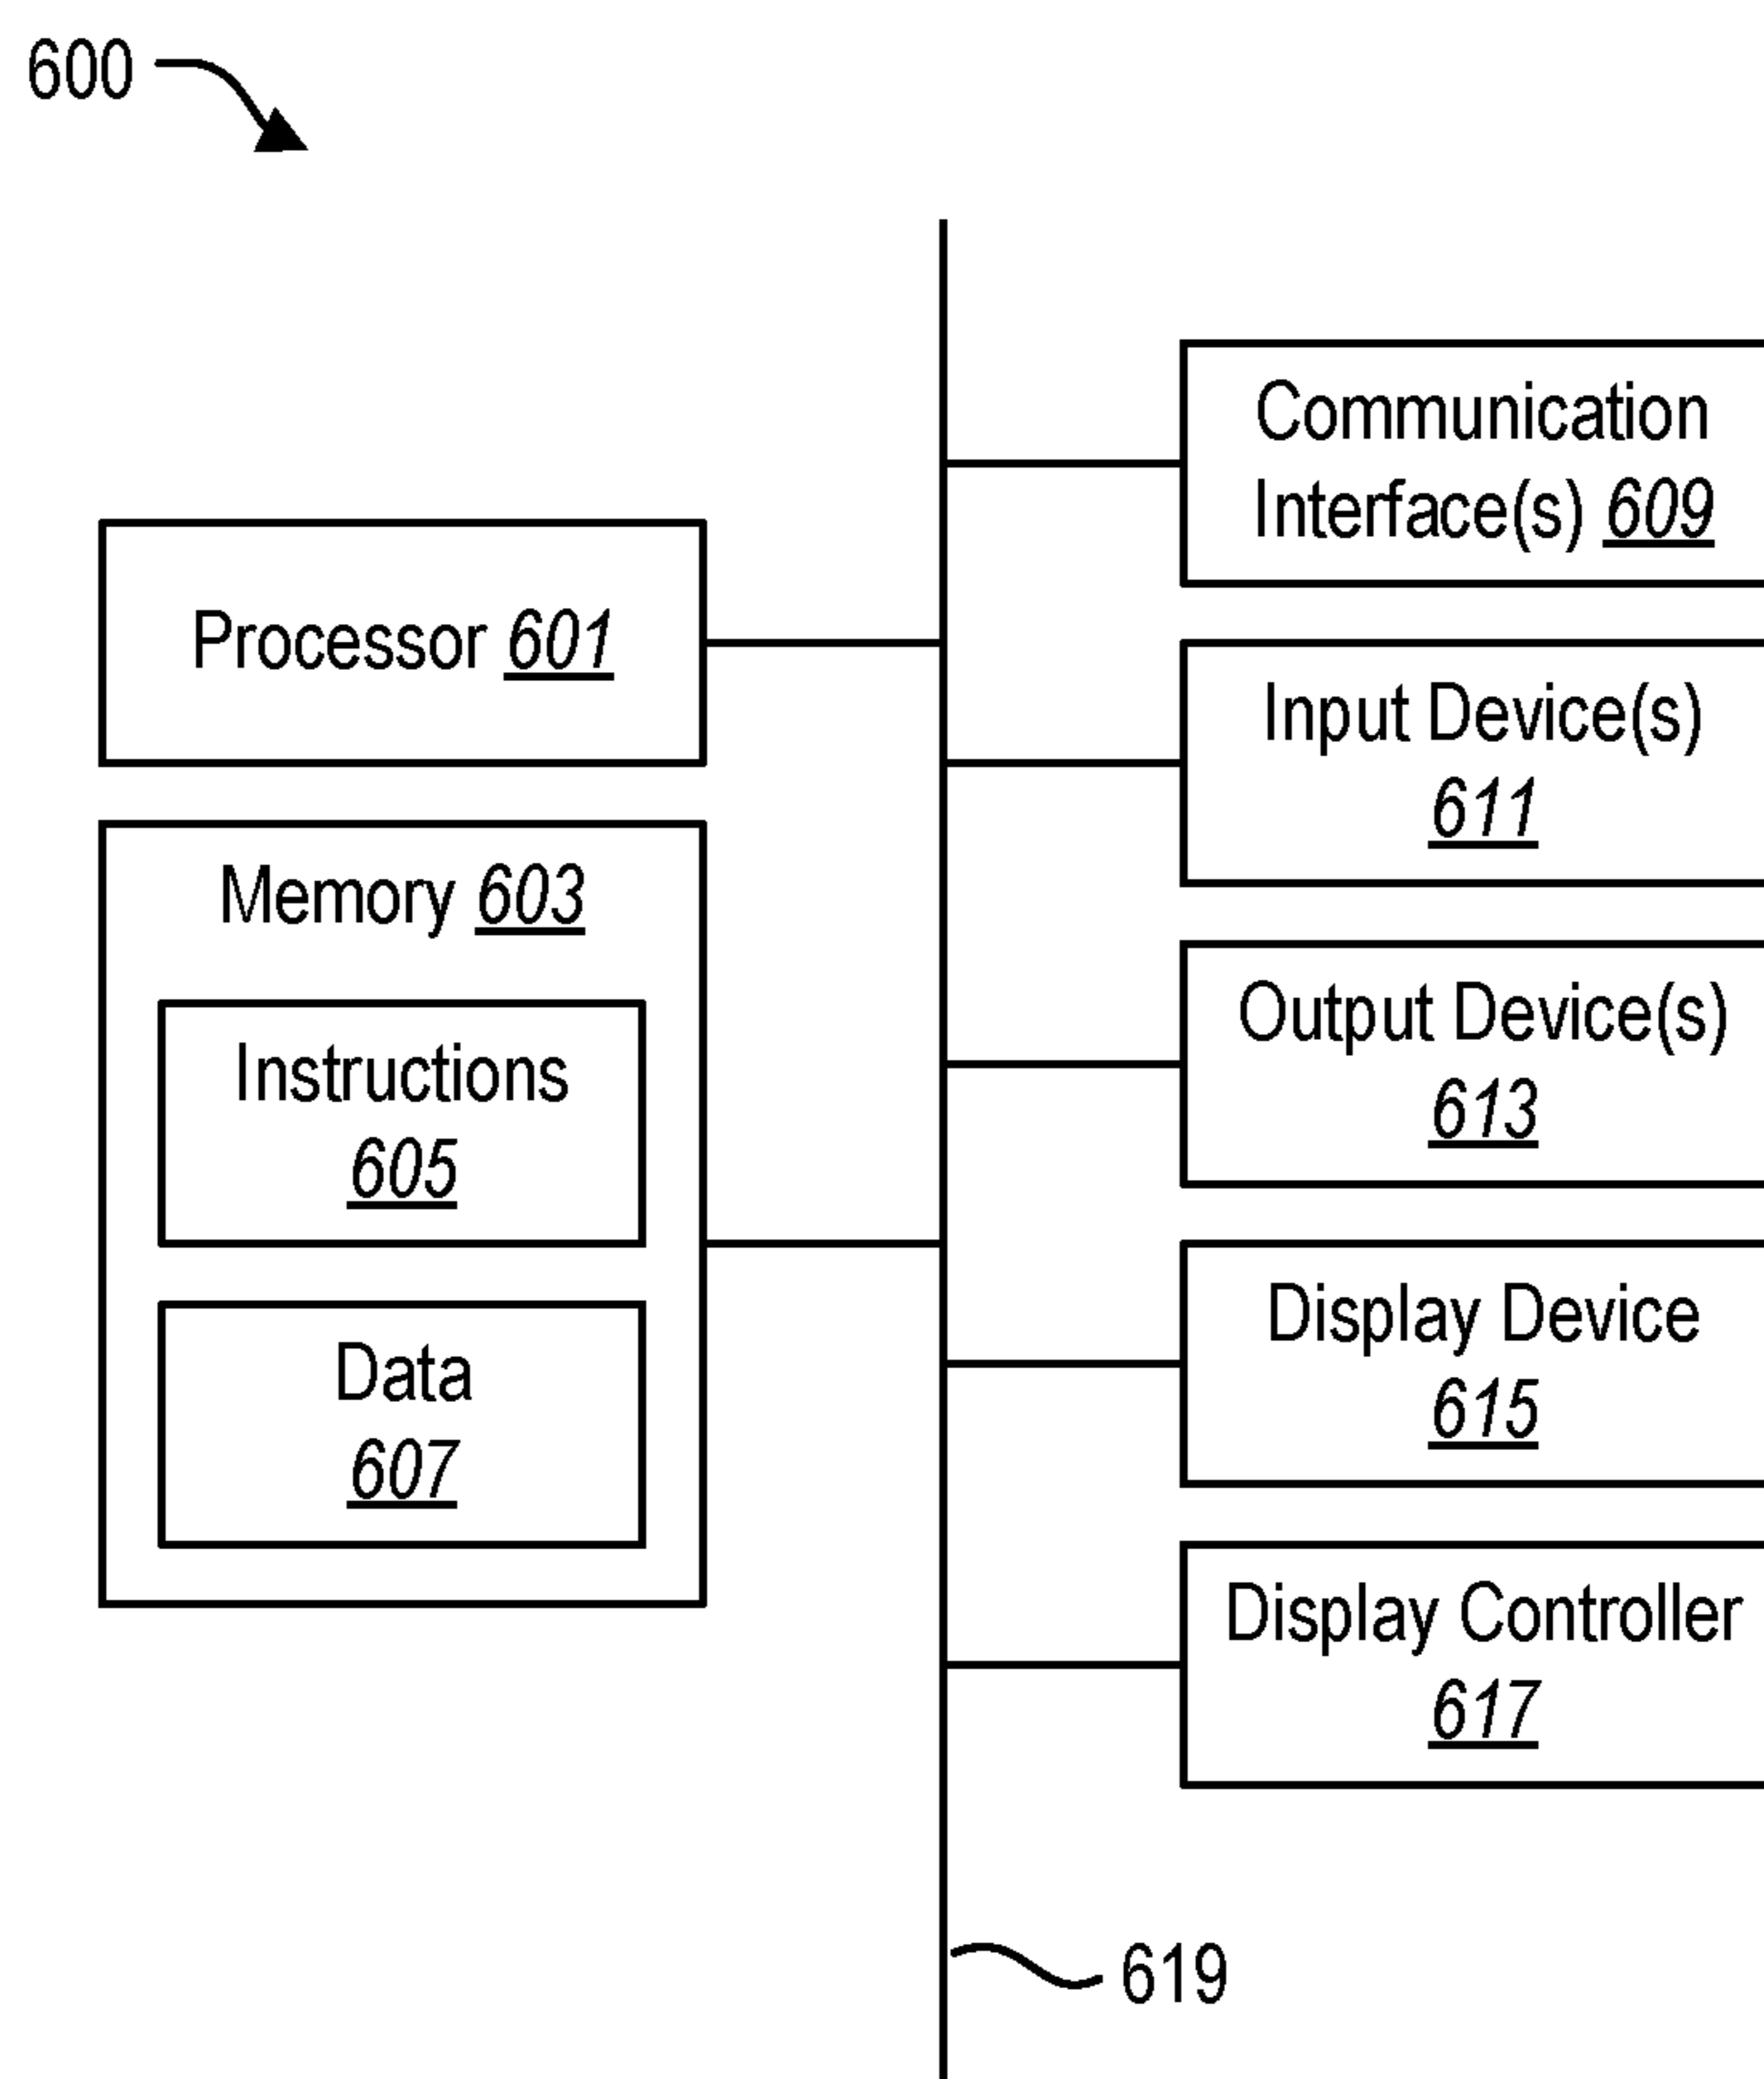 600
Processor 601
Memory 603
Instructions
605
Data
607
Communication
Interface(s) 609
Input Device(s)
611
Output Device(s)
613
Display Device
615
Display Controller
617
619